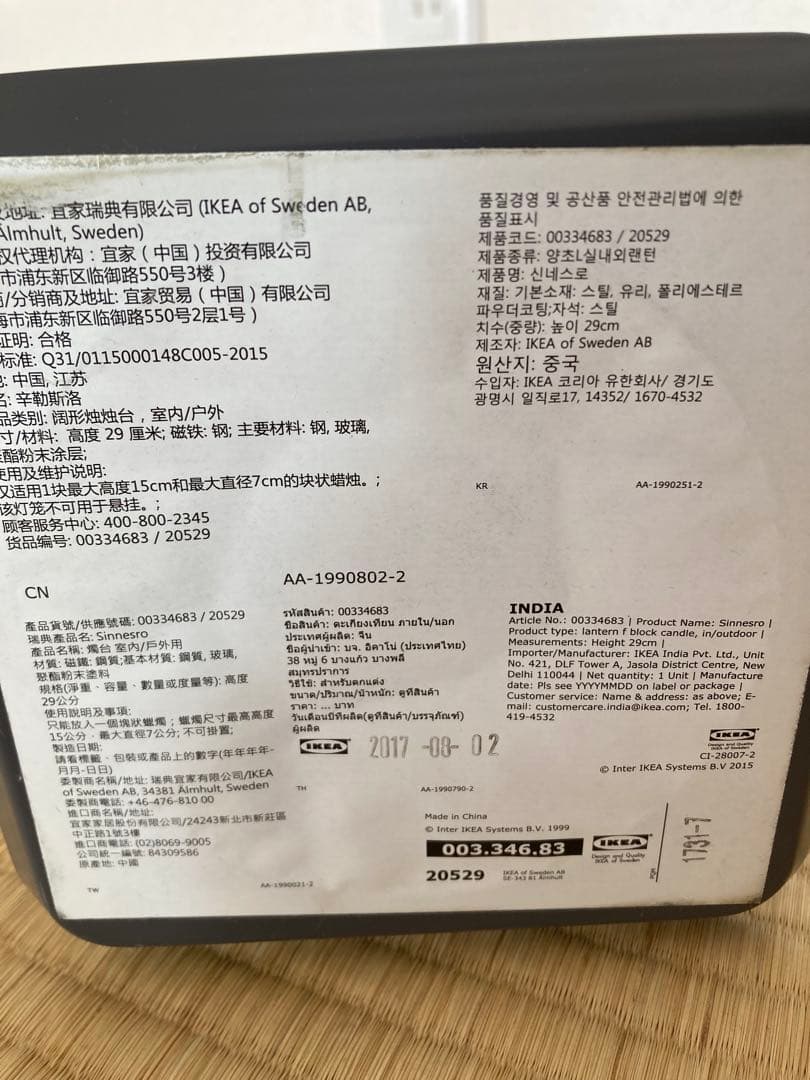 地址: 宜家瑞典有限公司 (IKEA of Sweden AB,
Älmhult, Sweden)
权代理机构：宜家（中国）投资有限公司
市浦东新区临御路550号3楼）
/分销商及地址: 宜家贸易（中国）有限公司
海市浦东新区临御路550号2层1号）
证明: 合格
标准: Q31/0115000148C005-2015
: 中国, 江苏
名: 辛勒斯洛
品类别: 阔形烛台，室内/户外
寸/材料: 高度 29 厘米; 磁铁: 钢; 主要材料: 钢, 玻璃,
酯粉末涂层;
使用及维护说明:
仅适用1块最大高度15cm和最大直径7cm的块状蜡烛。;
该灯笼不可用于悬挂。;
顾客服务中心: 400-800-2345
货品编号: 00334683 / 20529
CN
AA-1990802-2
품질경영 및 공산품 안전관리법에 의한
품질표시
제품코드: 00334683 / 20529
제품종류: 양초L실내외랜턴
제품명: 신네스로
재질: 기본소재: 스틸, 유리, 폴리에스테르
파우더코팅;자석: 스틸
치수(중량): 높이 29cm
제조자: IKEA of Sweden AB
원산지: 중국
수입자: IKEA 코리아 유한회사/ 경기도
광명시 일직로17, 14352/ 1670-4532
KR
AA-1990251-2
產品貨號/供應號碼: 00334683 / 20529
瑞典產品名: Sinnesro
產品名稱: 燭台 室內/戶外用
材質: 磁鐵: 鋼質;基本材質: 鋼質, 玻璃,
聚酯粉末塗料
規格(淨重、容量、數量或度量等): 高度
29公分
使用說明及事項:
只能放入一個塊狀蠟燭；蠟燭尺寸最高高度
15公分，最大直徑7公分; 不可掛置;
製造日期:
請看標籤、包裝或產品上的數字(年年年年-
月月-日日)
委製商名稱/地址: 瑞典宜家有限公司/IKEA
of Sweden AB, 34381 Älmhult, Sweden
委製商電話: +46-476-810 00
進口商名稱/地址:
宜家家居股份有限公司/24243新北市新莊區
中正路1號3樓
進口商電話: (02)8069-9005
公司統一編號: 84309586
原產地: 中國
TW
AA-1990021-2
รหัสสินค้า: 00334683
ชื่อสินค้า: ตะเกียงเทียน ภายใน/นอก
ประเทศผู้ผลิต: จีน
ชื่อผู้นำเข้า: บจ. อิคาโน่ (ประเทศไทย)
38 หมู่ 6 บางแก้ว บางพลี
สมุทรปราการ
วิธีใช้: สำหรับตกแต่ง
ขนาด/ปริมาณ/น้ำหนัก: ดูที่สินค้า
ราคา: ... บาท
วันเดือนปีที่ผลิต(ดูที่สินค้า/บรรจุภัณฑ์)
ผู้ผลิต
IKEA
2017 -08- 02
TH
AA-1990790-2
INDIA
Article No.: 00334683 | Product Name: Sinnesro |
Product type: lantern f block candle, in/outdoor |
Measurements: Height 29cm |
Importer/Manufacturer: IKEA India Pvt. Ltd., Unit
No. 421, DLF Tower A, Jasola District Centre, New
Delhi 110044 | Net quantity: 1 Unit | Manufacture
date: Pls see YYYYMMDD on label or package |
Customer service: Name & address: as above; E-
mail: customercare.india@ikea.com; Tel. 1800-
419-4532
IKEA
Design and Quality
IKEA of Sweden
CI-28007-2
© Inter IKEA Systems B.V 2015
Made in China
© Inter IKEA Systems B.V. 1999
003.346.83
20529
IKEA of Sweden AB
SE-343 81 Älmhult
IKEA
Design and Quality
IKEA of Sweden
1731-7